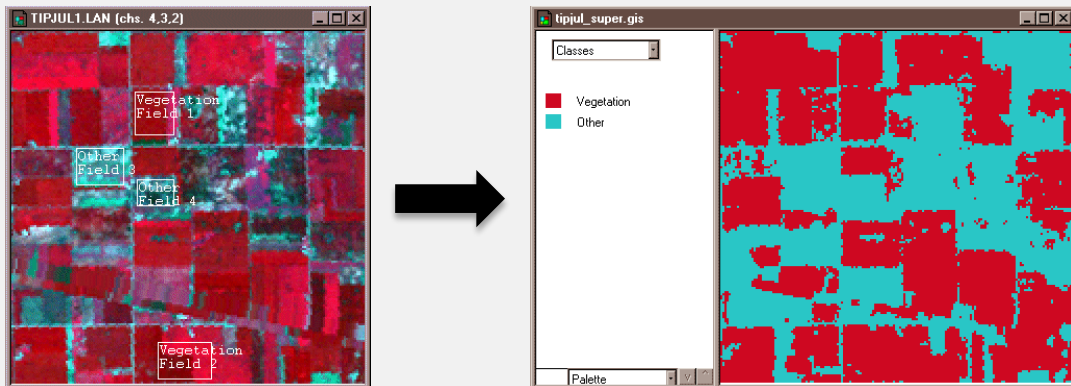 TIPJUL1.LAN (chs. 4,3,2)
Vegetation
Field 1
Other
Field 3
Other
Field 4
Vegetation
Field 2
tipjul_super.gis
Classes
Vegetation
Other
Palette